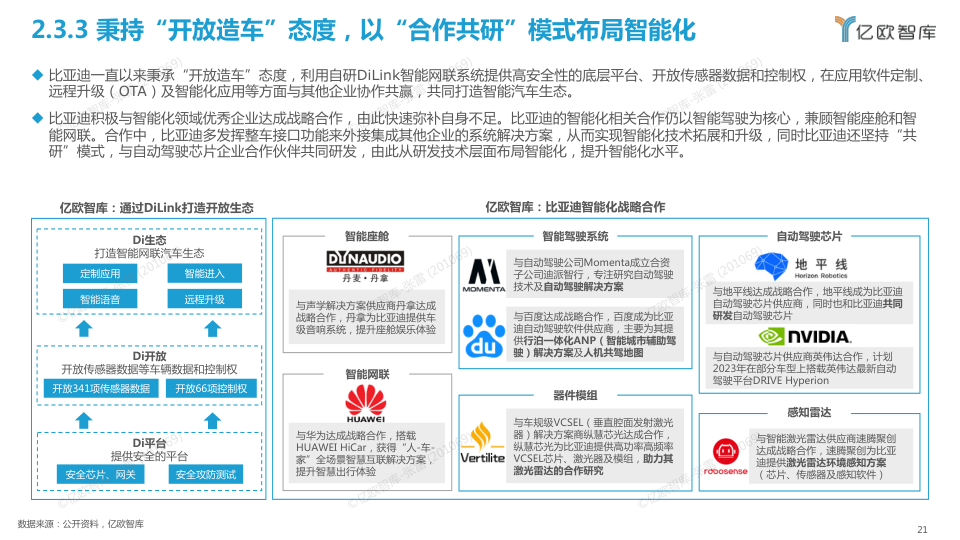 2.3.3 秉持“开放造车”态度，以“合作共研”模式布局智能化
亿欧智库
比亚迪一直以来秉承“开放造车”态度，利用自研DiLink智能网联系统提供高安全性的底层平台、开放传感器数据和控制权，在应用软件定制、
远程升级（OTA）及智能化应用等方面与其他企业协作共赢，共同打造智能汽车生态。
比亚迪积极与智能化领域优秀企业达成战略合作，由此快速弥补自身不足。比亚迪的智能化相关合作仍以智能驾驶为核心，兼顾智能座舱和智
能网联。合作中，比亚迪多发挥整车接口功能来外接集成其他企业的系统解决方案，从而实现智能化技术拓展和升级，同时比亚迪还坚持“共
研”模式，与自动驾驶芯片企业合作伙伴共同研发，由此从研发技术层面布局智能化，提升智能化水平。
亿欧智库：通过DiLink打造开放生态
Di生态
打造智能网联汽车生态
定制应用
智能进入
智能语音
远程升级
Di开放
开放传感器数据等车辆数据和控制权
开放341项传感器数据
开放66项控制权
Di平台
提供安全的平台
安全芯片、网关
安全攻防测试
亿欧智库：比亚迪智能化战略合作
智能座舱
DYNAUDIO
AUTHENTIC FIDELITY
丹麦·丹拿
与声学解决方案供应商丹拿达成
战略合作，丹拿为比亚迪提供车
级音响系统，提升座舱娱乐体验
智能网联
HUAWEI
与华为达成战略合作，搭载
HUAWEI HiCar，获得“人-车-
家”全场景智慧互联解决方案，
提升智慧出行体验
智能驾驶系统
MOMENTA
与自动驾驶公司Momenta成立合资
子公司迪派智行，专注研究自动驾驶
技术及自动驾驶解决方案
du
与百度达成战略合作，百度成为比亚
迪自动驾驶软件供应商，主要为其提
供行泊一体化ANP（智能城市辅助驾
驶）解决方案及人机共驾地图
器件模组
Vertilite
与车规级VCSEL（垂直腔面发射激光
器）解决方案商纵慧芯光达成合作，
纵慧芯光为比亚迪提供高功率高频率
VCSEL芯片、激光器及模组，助力其
激光雷达的合作研究
自动驾驶芯片
地平线
Horizon Robotics
与地平线达成战略合作，地平线成为比亚迪
自动驾驶芯片供应商，同时也和比亚迪共同
研发自动驾驶芯片
NVIDIA.
与自动驾驶芯片供应商英伟达合作，计划
2023年在部分车型上搭载英伟达最新自动
驾驶平台DRIVE Hyperion
感知雷达
robosense
与智能激光雷达供应商速腾聚创
达成战略合作，速腾聚创为比亚
迪提供激光雷达环境感知方案
（芯片、传感器及感知软件）
数据来源：公开资料，亿欧智库
21